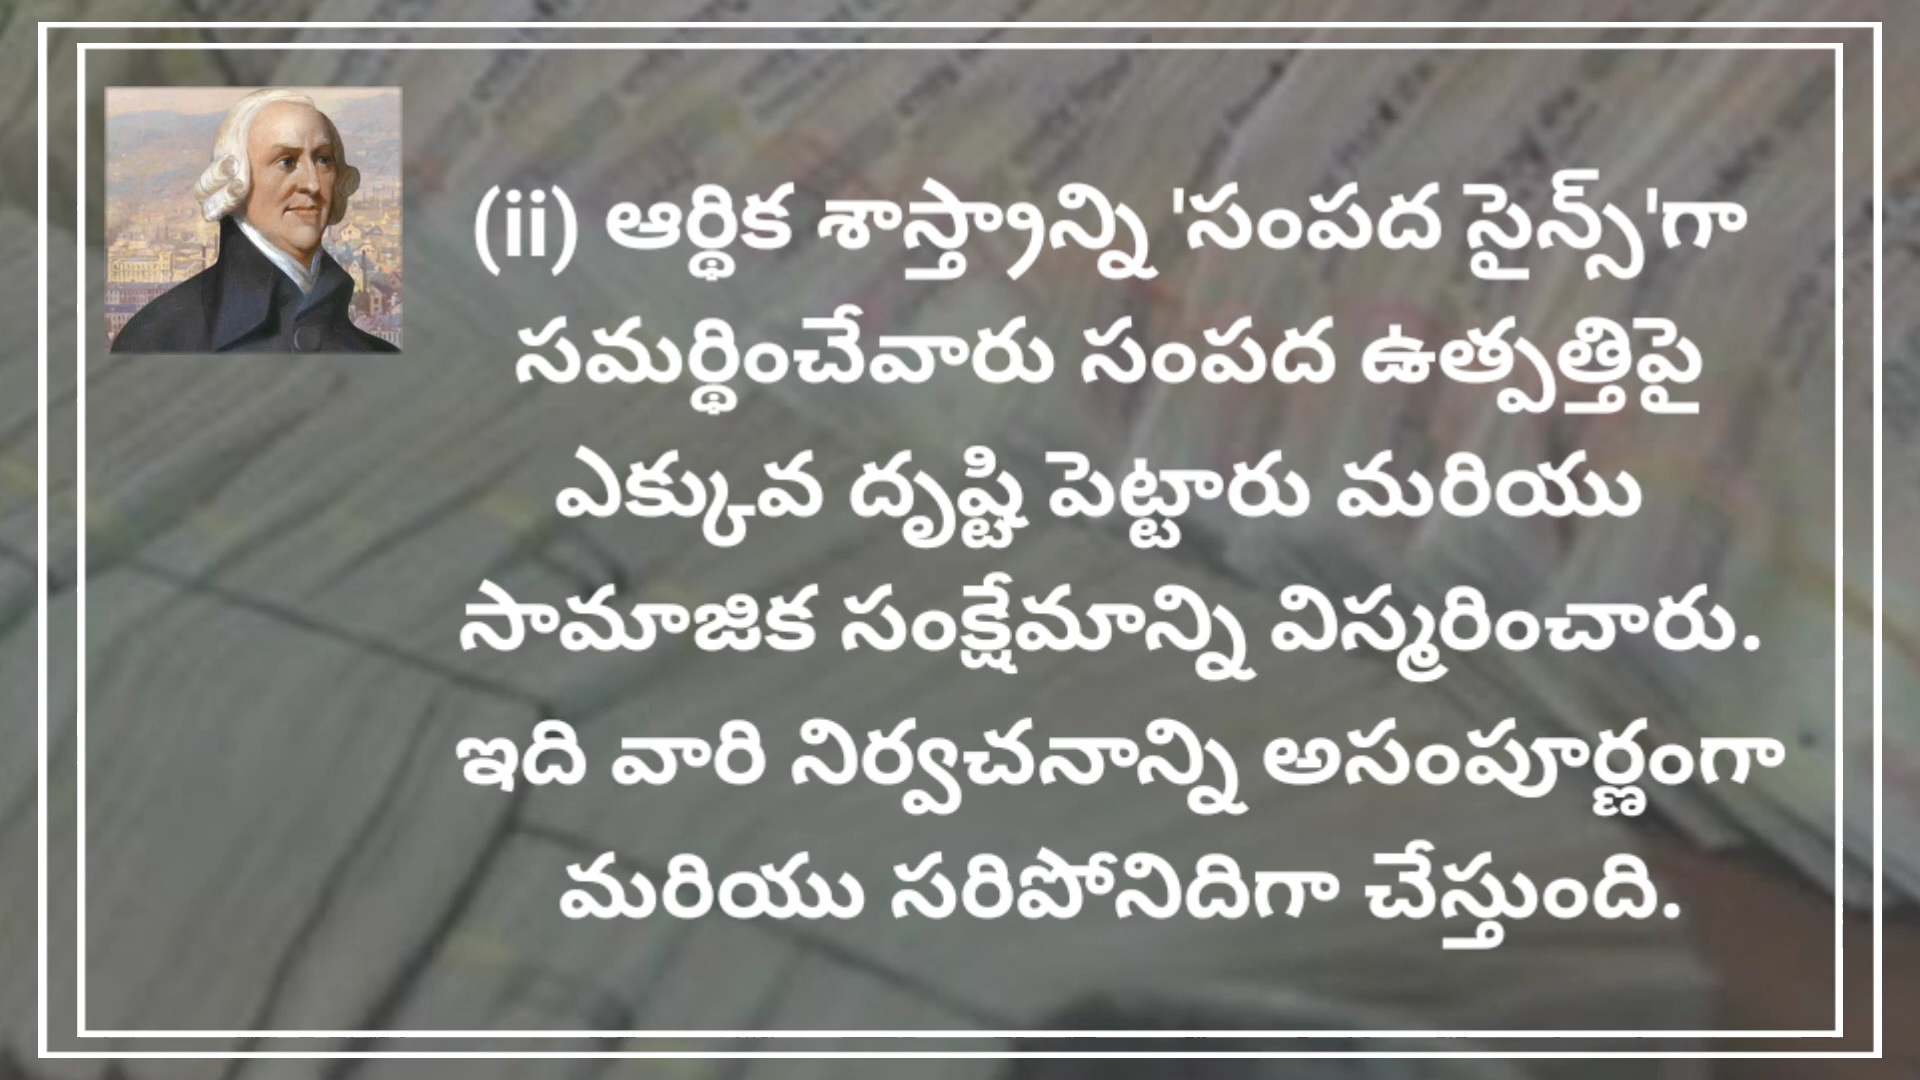 (ii) ఆర్థిక శాస్త్రాన్ని 'సంపద సైన్స్'గా
సమర్థించేవారు సంపద ఉత్పత్తిపై
ఎక్కువ దృష్టి పెట్టారు మరియు
సామాజిక సంక్షేమాన్ని విస్మరించారు.
ఇది వారి నిర్వచనాన్ని అసంపూర్ణంగా
మరియు సరిపోనిదిగా చేస్తుంది.